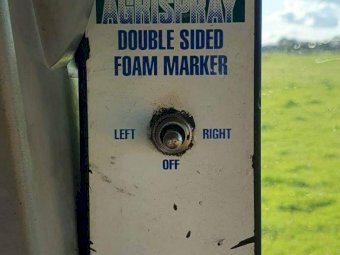 AGRISPRAY
DOUBLE SIDED
FOAM MARKER
LEFT RIGHT
OFF